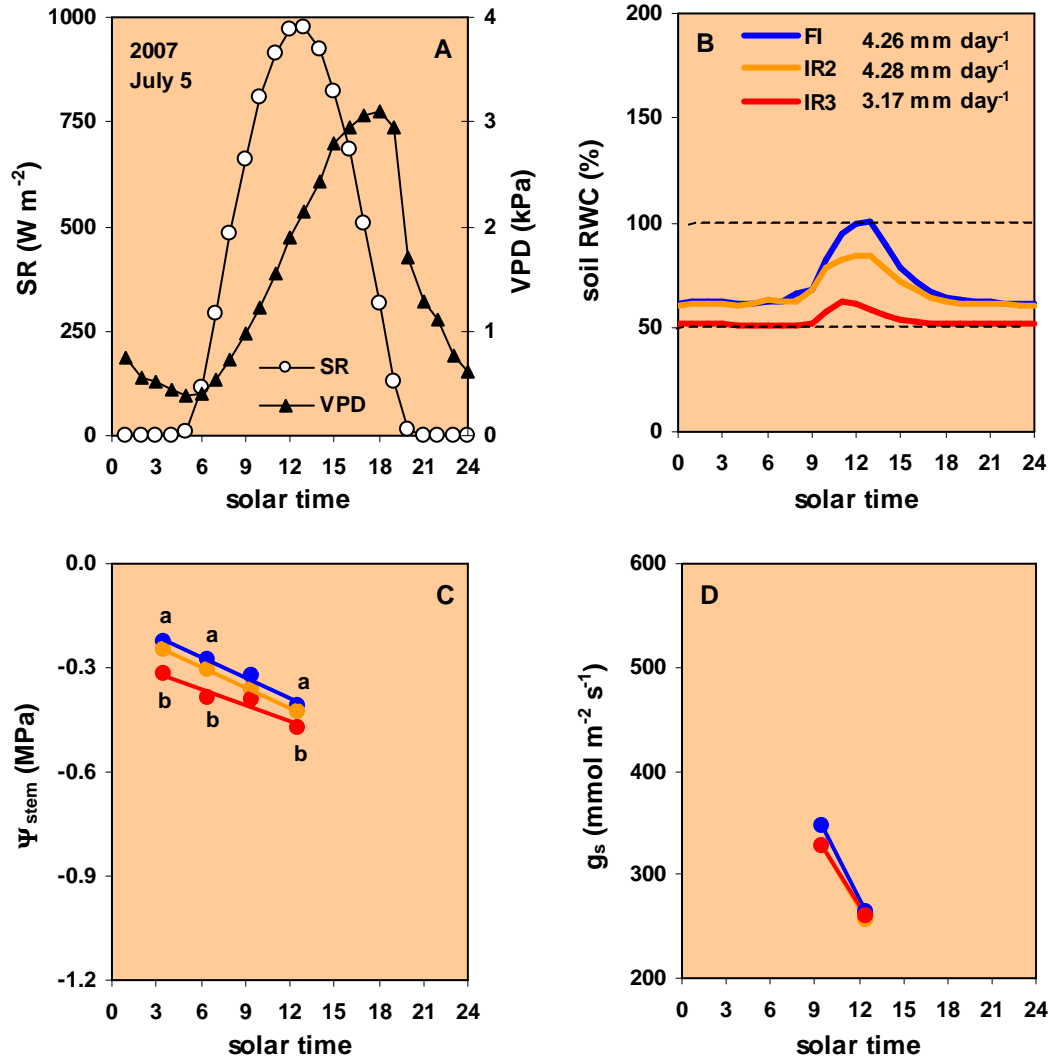 A
2007
July 5
SR (W m-2)
1000
750
500
250
0
VPD (kPa)
4
3
2
1
0
SR
VPD
0 3 6 9 12 15 18 21 24
solar time
B
FI 4.26 mm day-1
IR2 4.28 mm day-1
IR3 3.17 mm day-1
soil RWC (%)
200
150
100
50
0
0 3 6 9 12 15 18 21 24
solar time
C
Ψ stem (MPa)
0.0
-0.3
-0.6
-0.9
-1.2
a a a
b b b
0 3 6 9 12 15 18 21 24
solar time
D
gs (mmol m-2 s-1)
600
500
400
300
200
0 3 6 9 12 15 18 21 24
solar time